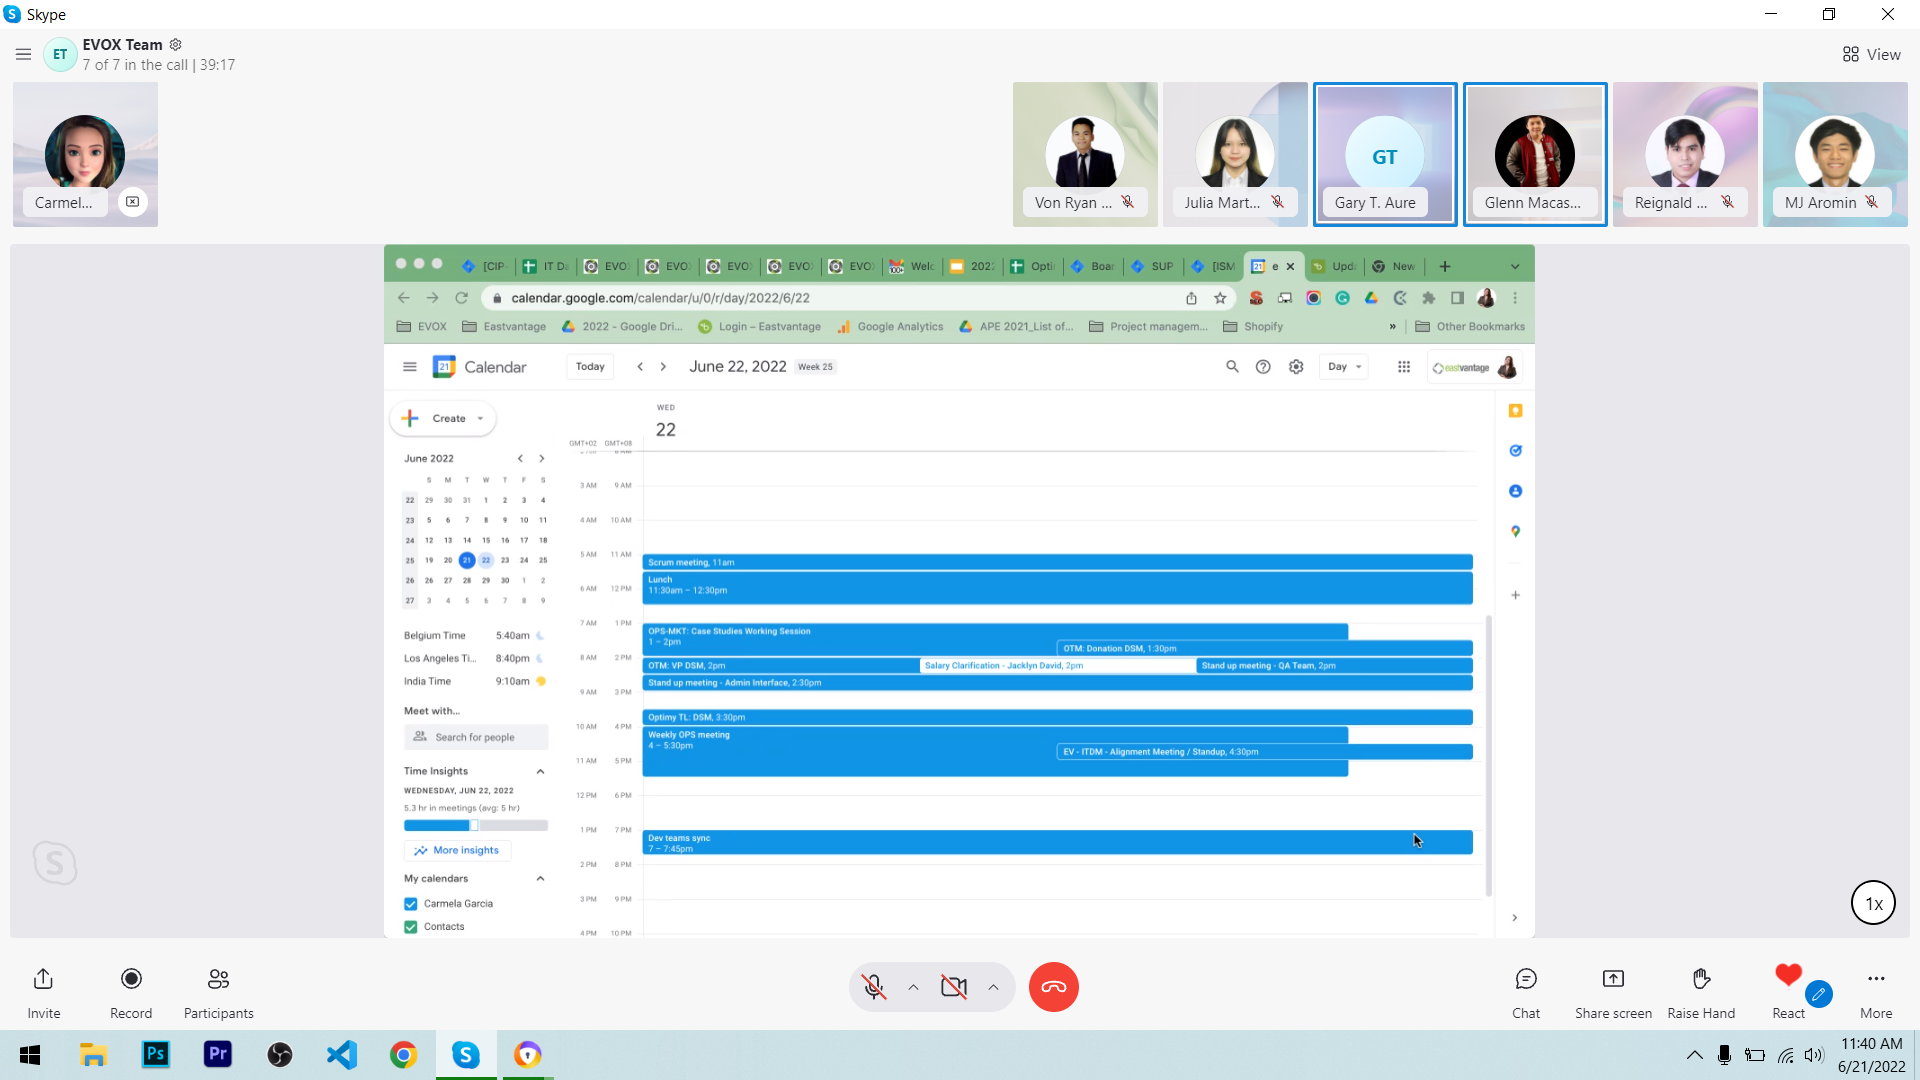 Skype
ET
EVOX Team
7 of 7 in the call | 39:17
View
Carmel...
Von Ryan ...
Julia Mart...
GT
Gary T. Aure
Glenn Macas...
Reignald ...
MJ Aromin
[CIP
IT Da
EVO
EVO
EVO
EVO
EVO
Welc
2022
Opti
Boar
SUP
[ISM
e
Upd
New
calendar.google.com/calendar/u/0/r/day/2022/6/22
EVOX
Eastvantage
2022 - Google Dri...
Login – Eastvantage
Google Analytics
APE 2021_List of...
Project managem...
Shopify
»
Other Bookmarks
21
Calendar
Today
June 22, 2022
Week 25
Day
eastvantage
Create
WED
22
GMT+02 GMT+08
June 2022
S M T W T F S
22 29 30 31 1 2 3 4
23 5 6 7 8 9 10 11
24 12 13 14 15 16 17 18
25 19 20 21 22 23 24 25
26 26 27 28 29 30 1 2
27 3 4 5 6 7 8 9
3 AM 9 AM
4 AM 10 AM
5 AM 11 AM
Scrum meeting, 11am
Lunch
11:30am – 12:30pm
6 AM 12 PM
7 AM 1 PM
OPS-MKT: Case Studies Working Session
1 – 2pm
OTM: Donation DSM, 1:30pm
8 AM 2 PM
OTM: VP DSM, 2pm
Salary Clarification - Jacklyn David, 2pm
Stand up meeting - QA Team, 2pm
Stand up meeting - Admin Interface, 2:30pm
9 AM 3 PM
Optimy TL: DSM, 3:30pm
10 AM 4 PM
Weekly OPS meeting
4 – 5:30pm
EV - ITDM - Alignment Meeting / Standup, 4:30pm
11 AM 5 PM
12 PM 6 PM
1 PM 7 PM
Dev teams sync
7 – 7:45pm
2 PM 8 PM
3 PM 9 PM
4 PM 10 PM
Belgium Time 5:40am
Los Angeles Ti... 8:40pm
India Time 9:10am
Meet with...
Search for people
Time Insights
WEDNESDAY, JUN 22, 2022
5.3 hr in meetings (avg: 5 hr)
More insights
My calendars
Carmela Garcia
Contacts
1x
Invite
Record
Participants
Chat
Share screen
Raise Hand
React
More
Ps
Pr
11:40 AM
6/21/2022